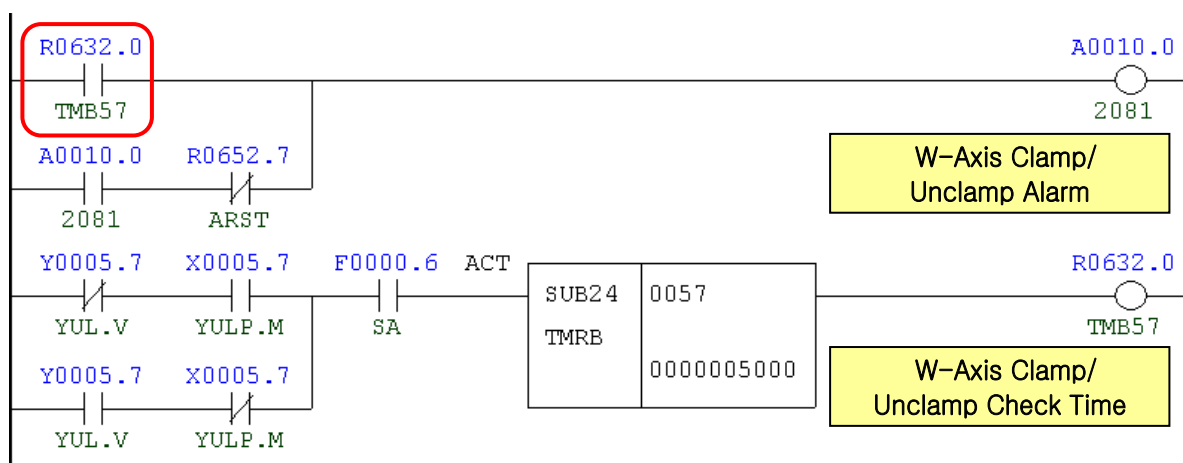 R0632.0 A0010.0
TMB57 2081
A0010.0 R0652.7
2081 ARST
W-Axis Clamp/
Unclamp Alarm
Y0005.7 X0005.7 F0000.6 ACT R0632.0
SUB24 0057
YUL.V YULP.M SA TMRB TMB57
Y0005.7 X0005.7 0000005000
YUL.V YULP.M
W-Axis Clamp/
Unclamp Check Time